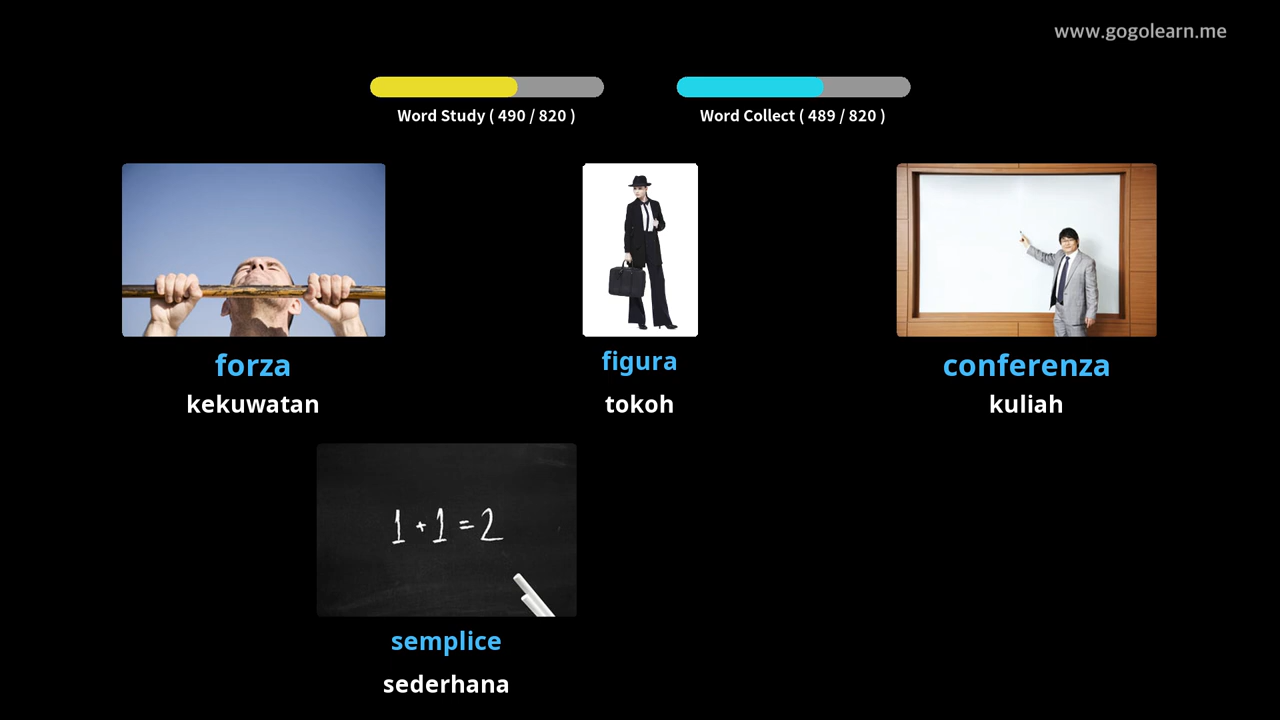 www.gogolearn.me
Word Study ( 490 / 820 )
Word Collect ( 489 / 820 )
forza
kekuwatan
figura
tokoh
conferenza
kuliah
1 + 1 = 2
semplice
sederhana